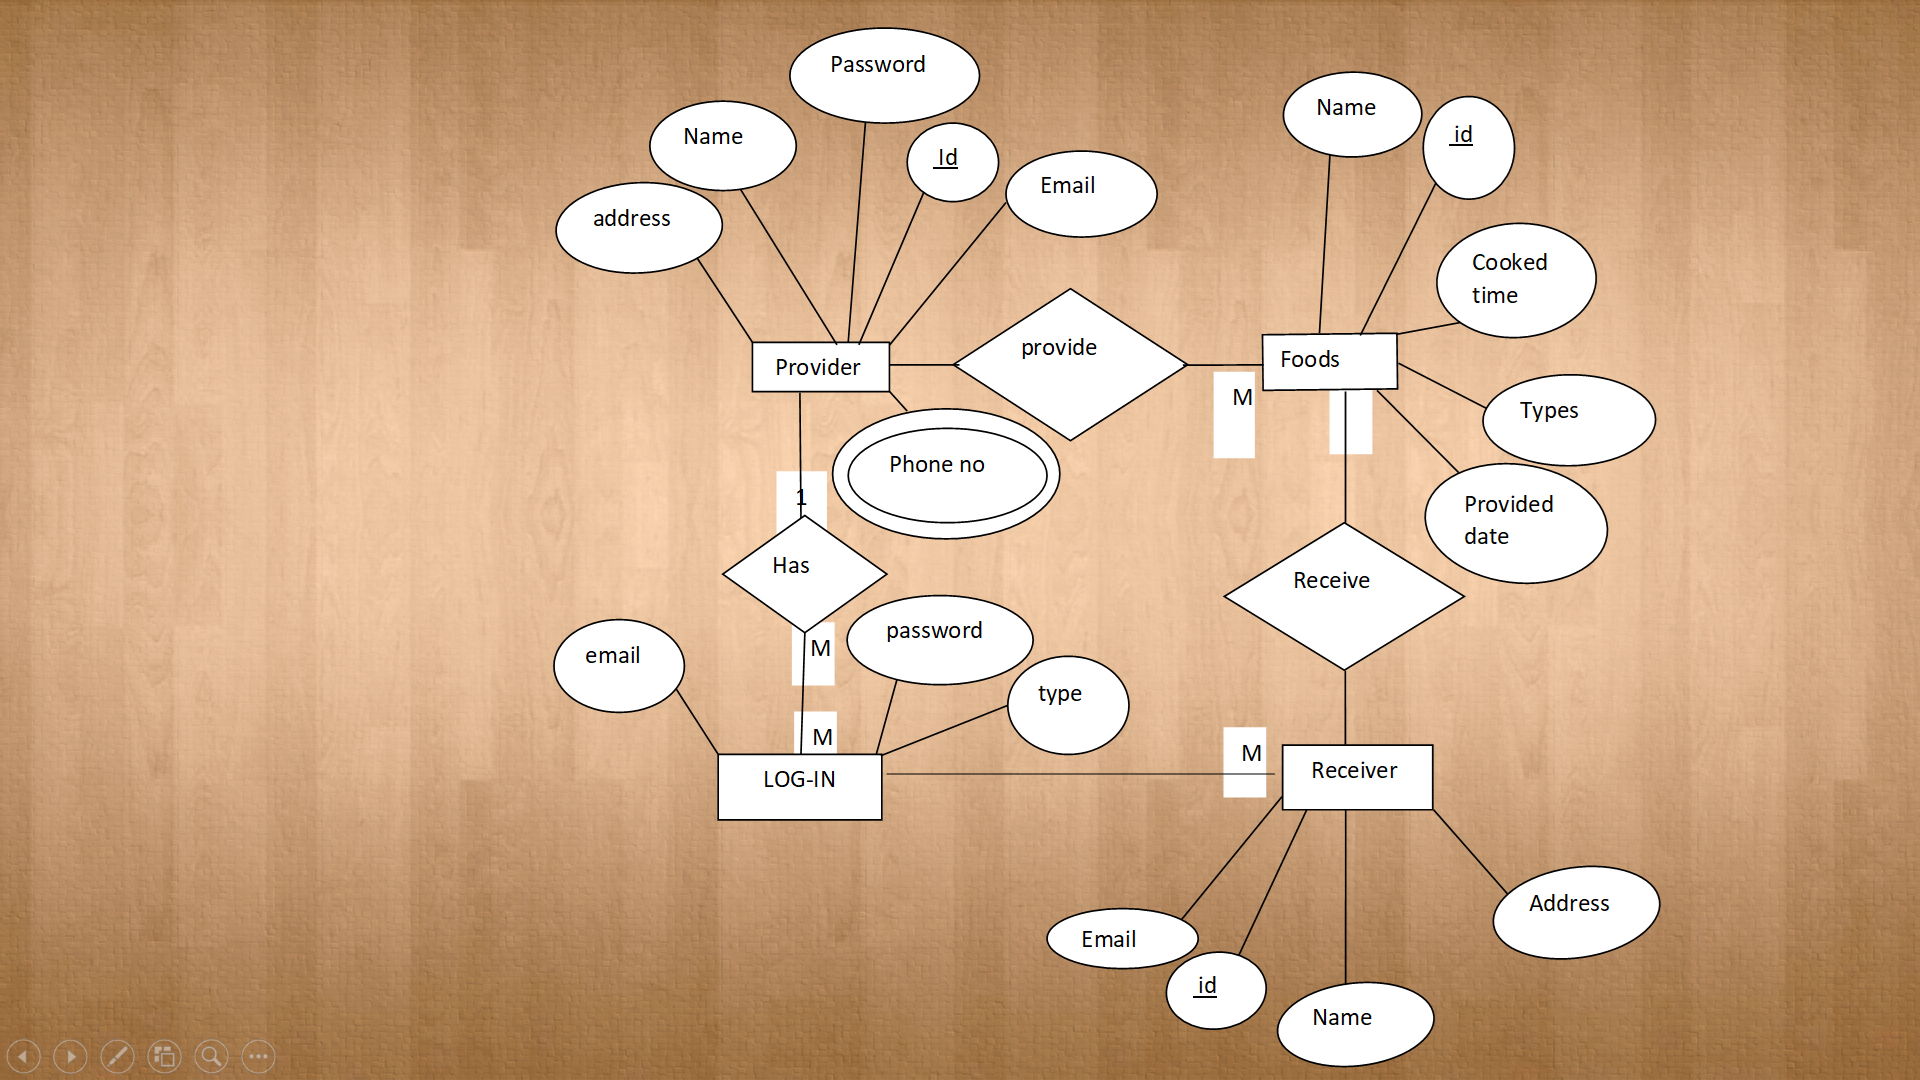 Password
Name
Id
Email
address
Provider
provide
Phone no
1
Has
M
M
email
password
type
LOG-IN
Name
id
Cooked
time
Foods
M
Types
Provided
date
Receive
M
Receiver
Email
id
Name
Address